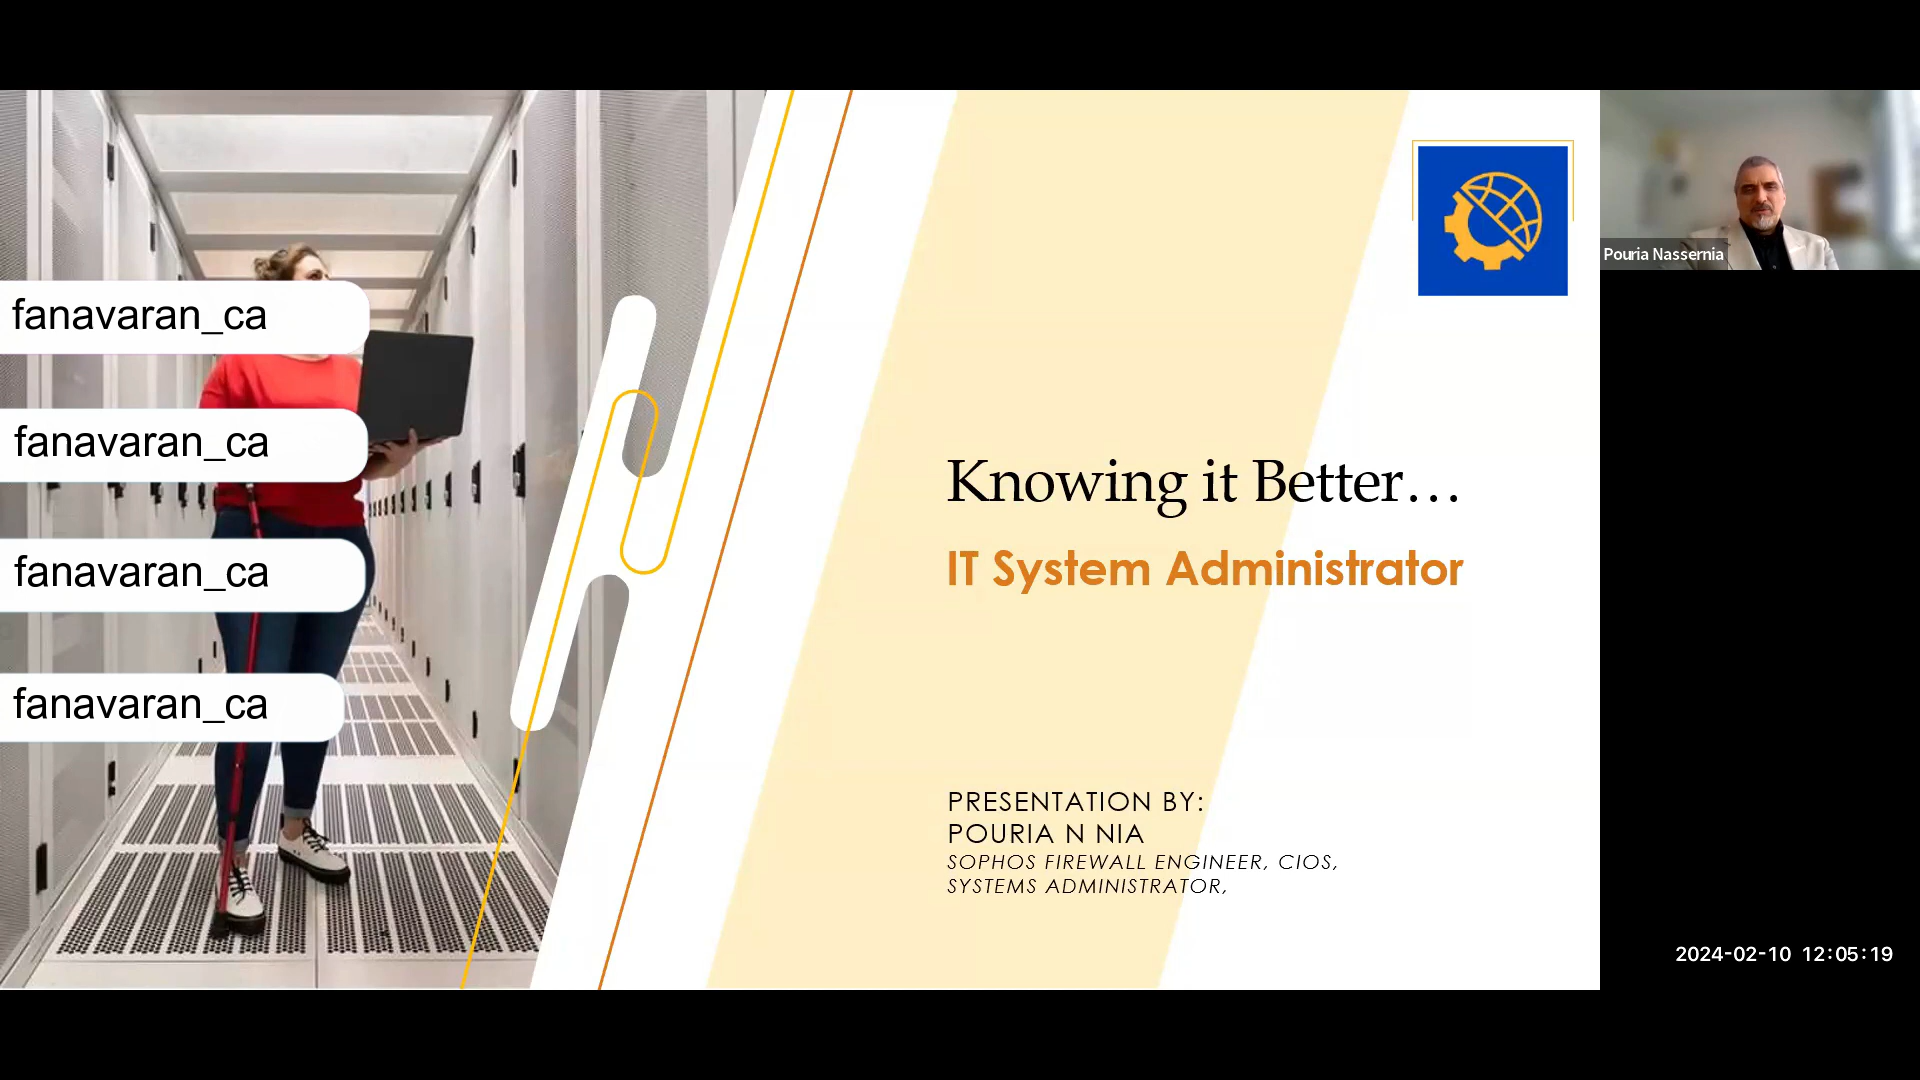 fanavaran_ca
fanavaran_ca
fanavaran_ca
fanavaran_ca
Knowing it Better…
IT System Administrator
PRESENTATION BY:
POURIA N NIA
SOPHOS FIREWALL ENGINEER, CIOS,
SYSTEMS ADMINISTRATOR,
Pouria Nassernia
2024-02-10 12:05:19